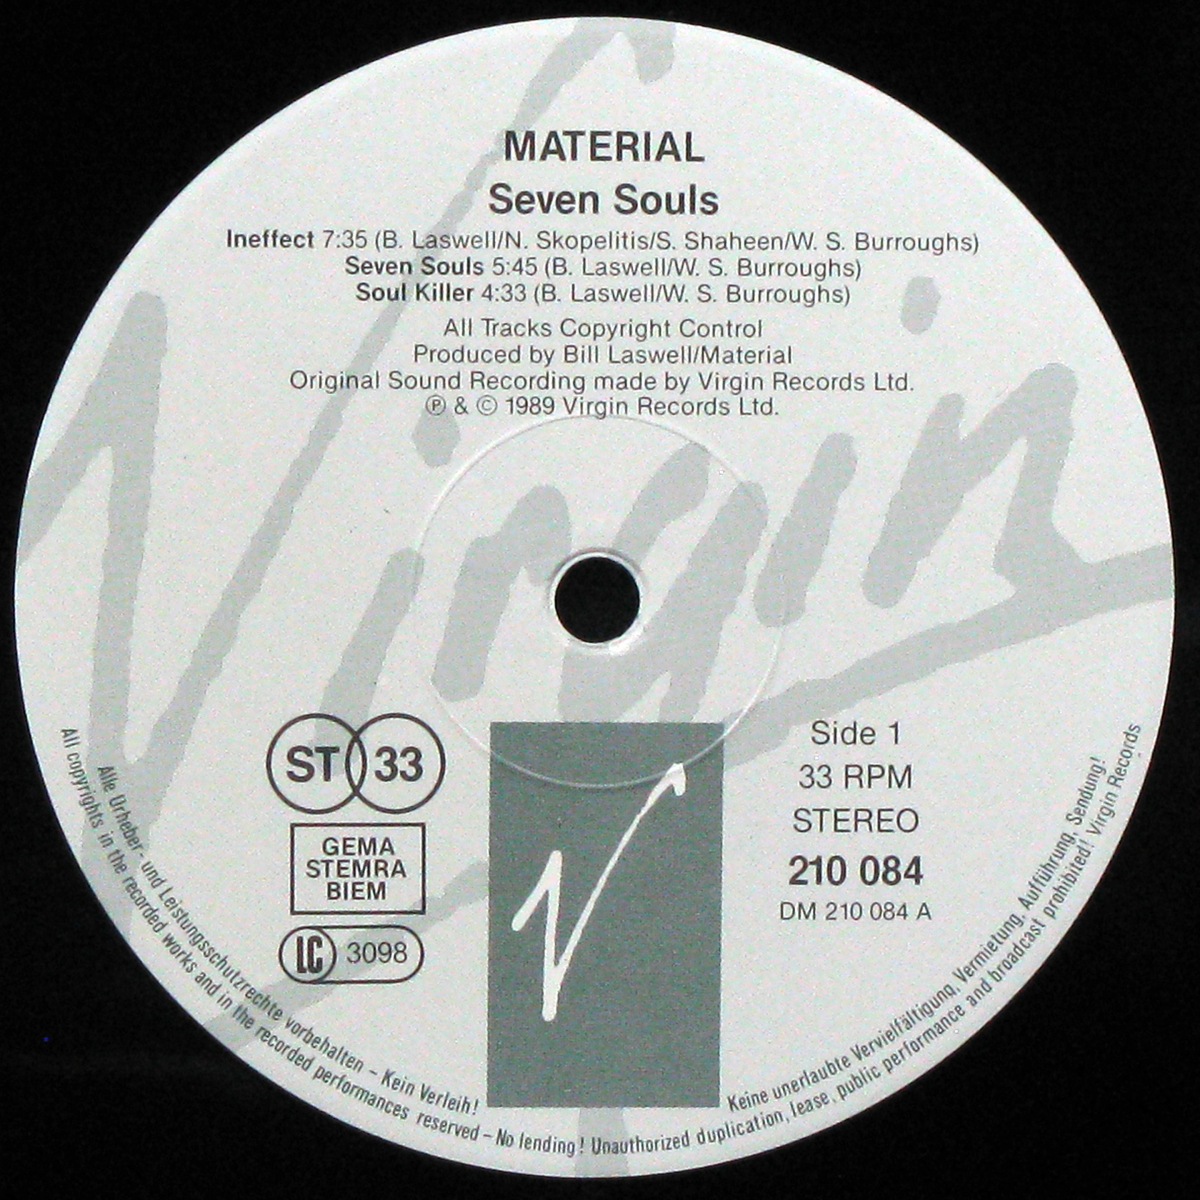 MATERIAL
Seven Souls
Ineffect 7:35 (B. Laswell/N. Skopelitis/S. Shaheen/W. S. Burroughs)
Seven Souls 5:45 (B. Laswell/W. S. Burroughs)
Soul Killer 4:33 (B. Laswell/W. S. Burroughs)
All Tracks Copyright Control
Produced by Bill Laswell/Material
Original Sound Recording made by Virgin Records Ltd.
℗ & © 1989 Virgin Records Ltd.
Virgin
ST 33
GEMA
STEMRA
BIEM
LC 3098
V
Side 1
33 RPM
STEREO
210 084
DM 210 084 A
Alle Urheber- und Leistungsschutzrechte vorbehalten – Kein Verleih! Keine unerlaubte Vervielfältigung, Vermietung, Aufführung, Sendung!
All copyrights in the recorded works and in the recorded performances reserved – No lending! Unauthorized duplication, lease, public performance and broadcast prohibited! Virgin Records